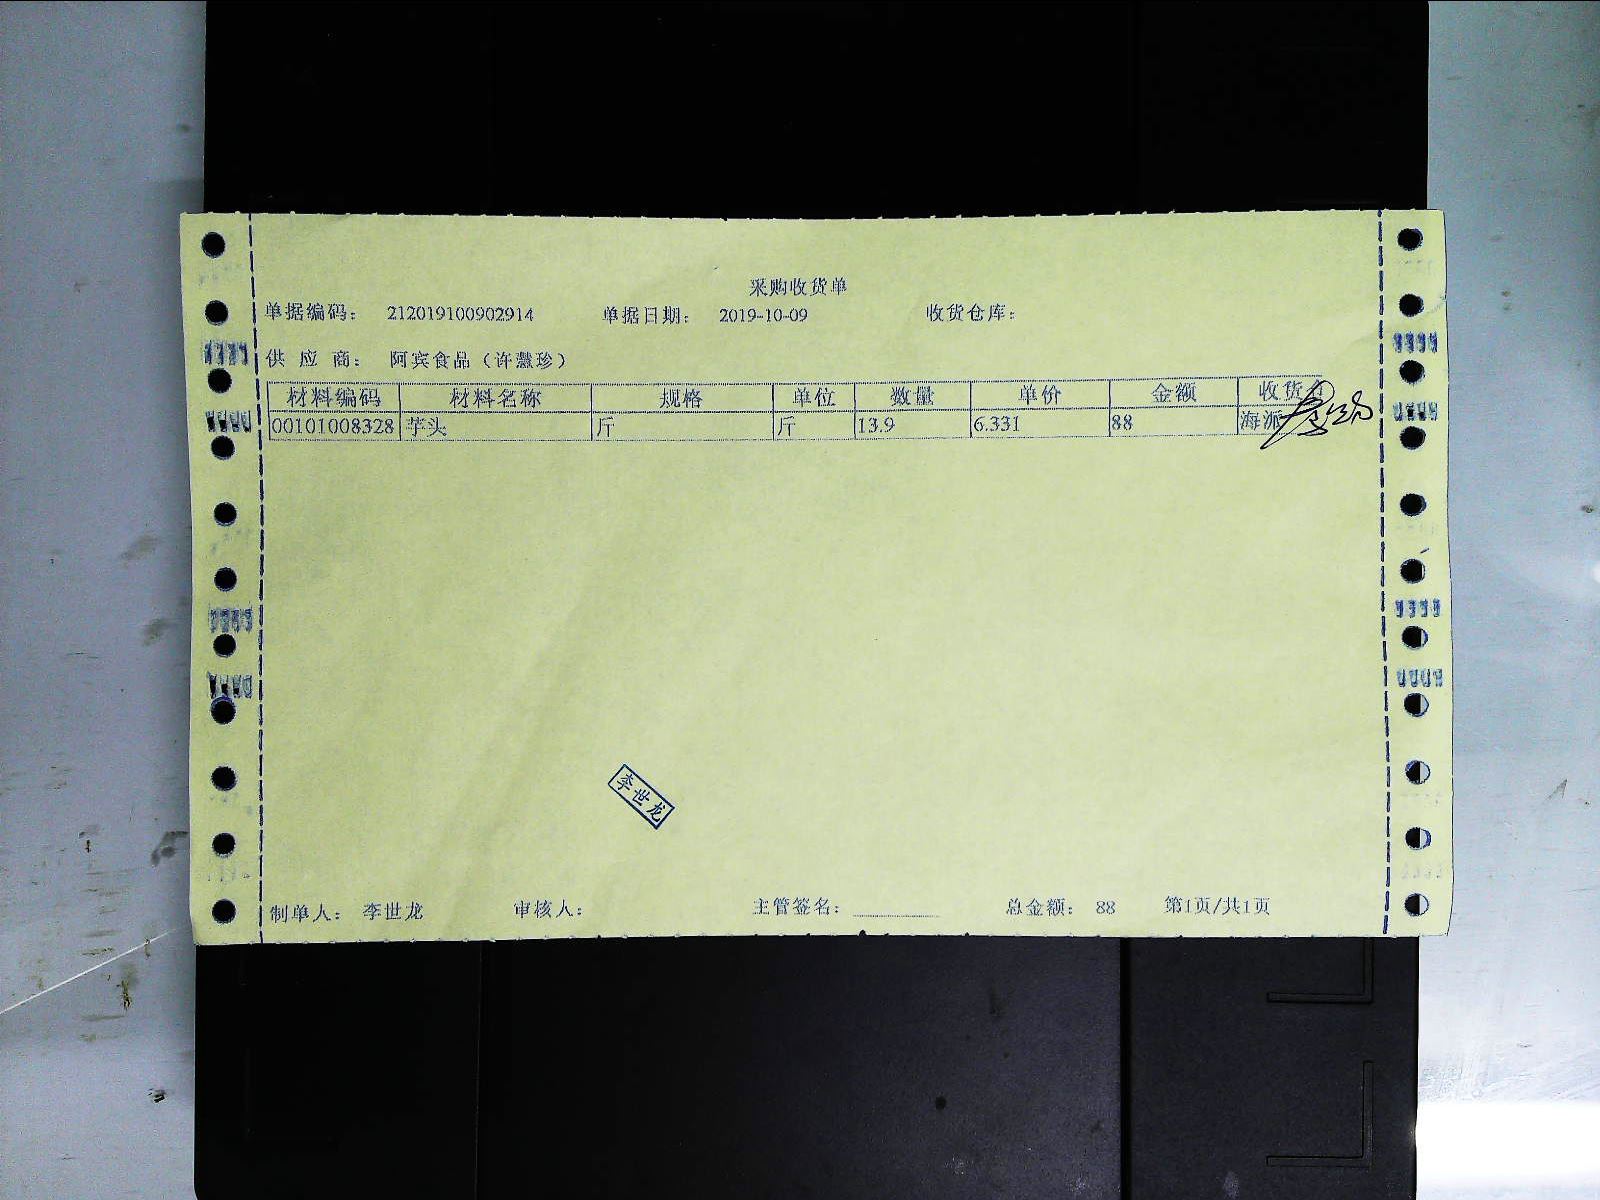 采购收货单
单据编码： 212019100902914 单据日期： 2019-10-09 收货仓库：
供 应 商： 阿宾食品（许慧珍）
材料编码 材料名称 规格 单位 数量 单价 金额 收货
00101008328 芋头 斤 斤 13.9 6.331 88 海派
李世龙
制单人： 李世龙 审核人： 主管签名： 总金额： 88 第1页/共1页